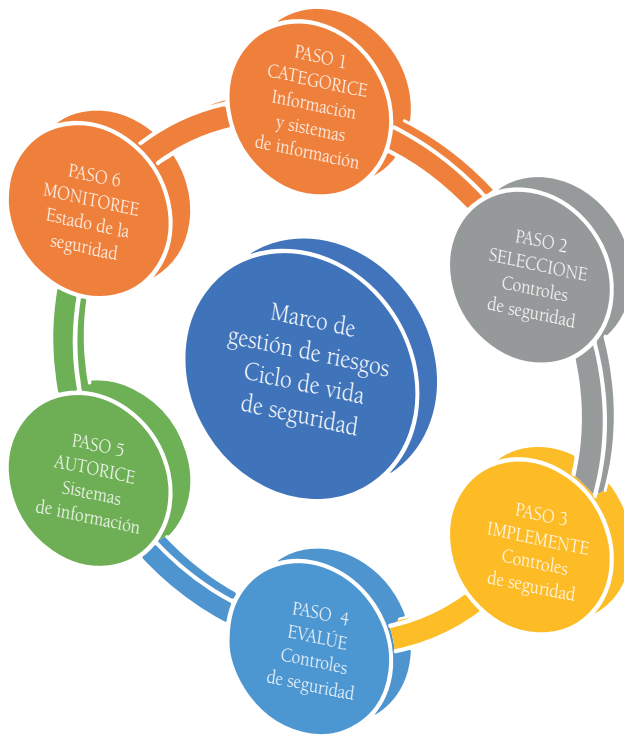 PASO 1
CATEGORICE
Información
y sistemas
de información
PASO 2
SELECCIONE
Controles
de seguridad
PASO 3
IMPLEMENTE
Controles
de seguridad
PASO 4
EVALÚE
Controles
de seguridad
PASO 5
AUTORICE
Sistemas
de información
PASO 6
MONITOREE
Estado de la
seguridad
Marco de
gestión de riesgos
Ciclo de vida
de seguridad